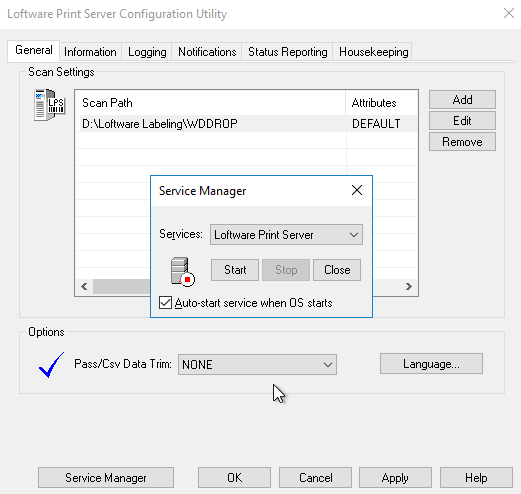 Loftware Print Server Configuration Utility
General Information Logging Notifications Status Reporting Housekeeping
Scan Settings
LPS
Scan Path Attributes
D:\Loftware Labeling\WDDROP DEFAULT
Add
Edit
Remove
Service Manager
Services: Loftware Print Server
Start Stop Close
Auto-start service when OS starts
Options
Pass/Csv Data Trim: NONE
Language...
Service Manager OK Cancel Apply Help